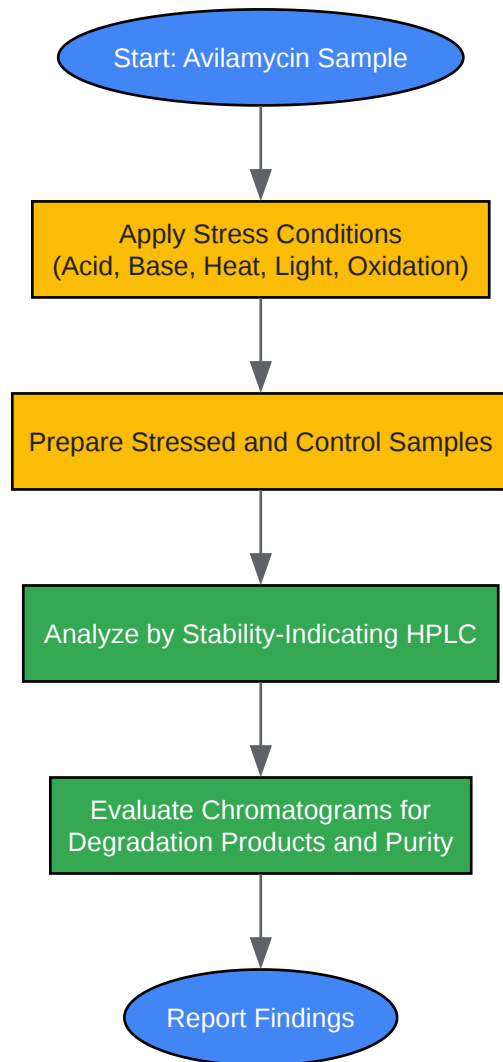 Start: Avilamycin Sample
Apply Stress Conditions
(Acid, Base, Heat, Light, Oxidation)
Prepare Stressed and Control Samples
Analyze by Stability-Indicating HPLC
Evaluate Chromatograms for
Degradation Products and Purity
Report Findings